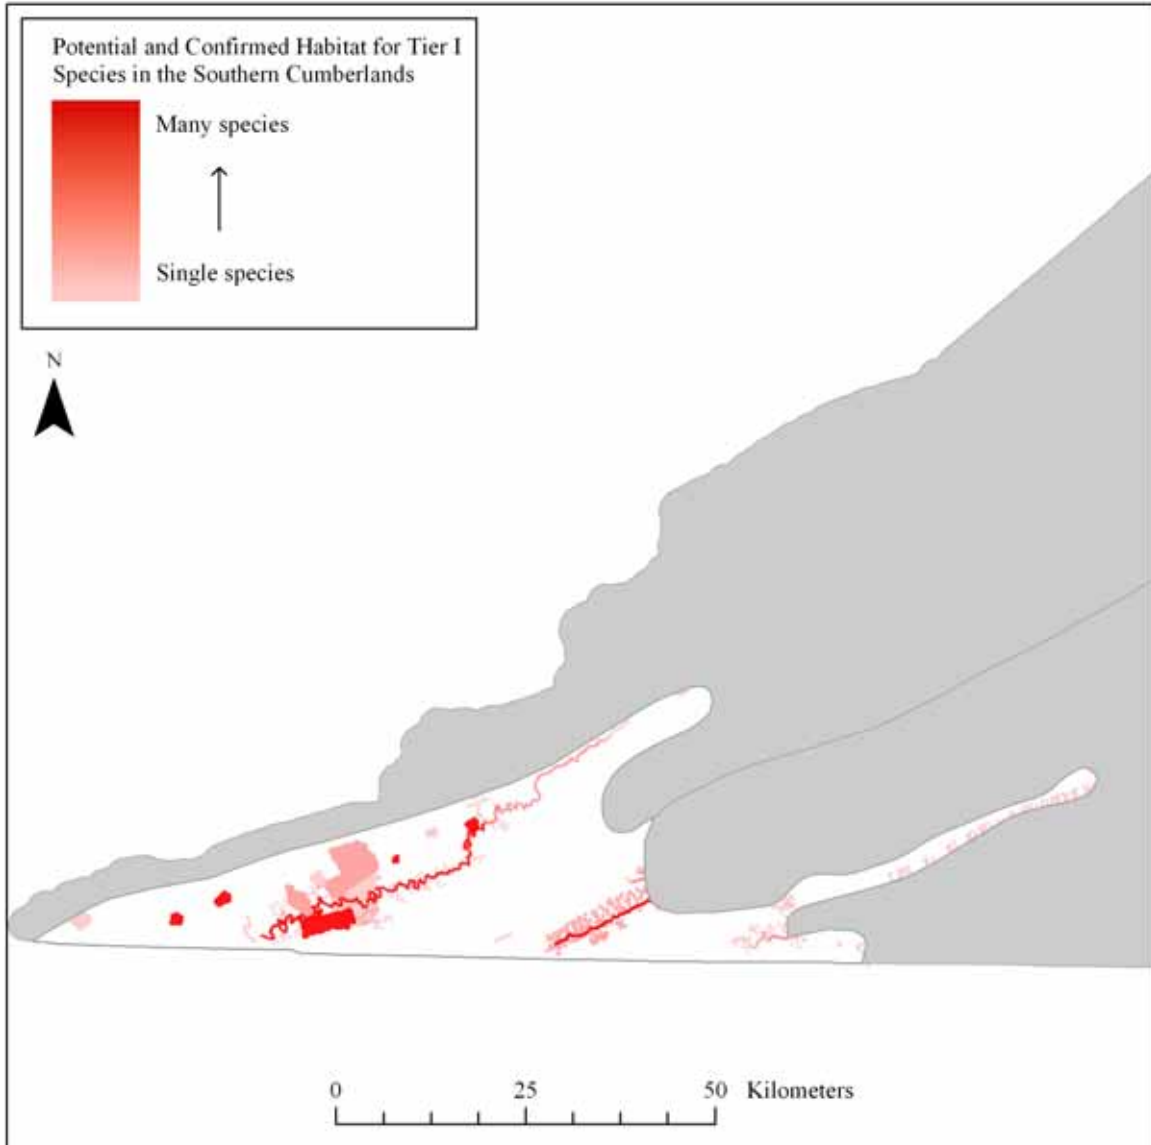 Potential and Confirmed Habitat for Tier I
Species in the Southern Cumberlands
Many species
Single species
N
0 25 50 Kilometers